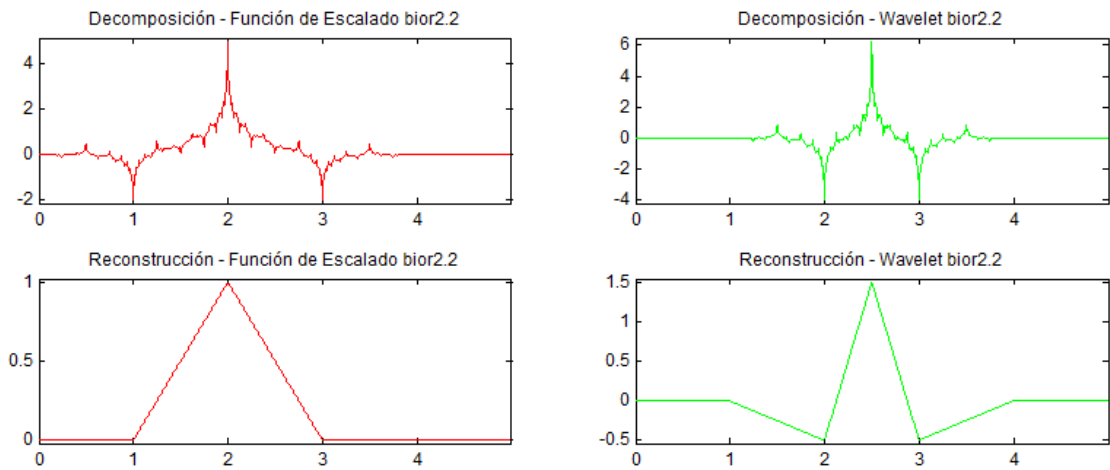 Decomposición - Función de Escalado bior2.2
4
2
0
-2
0 1 2 3 4
Decomposición - Wavelet bior2.2
6
4
2
0
-2
-4
0 1 2 3 4
Reconstrucción - Función de Escalado bior2.2
1
0.5
0
0 1 2 3 4
Reconstrucción - Wavelet bior2.2
1.5
1
0.5
0
-0.5
0 1 2 3 4